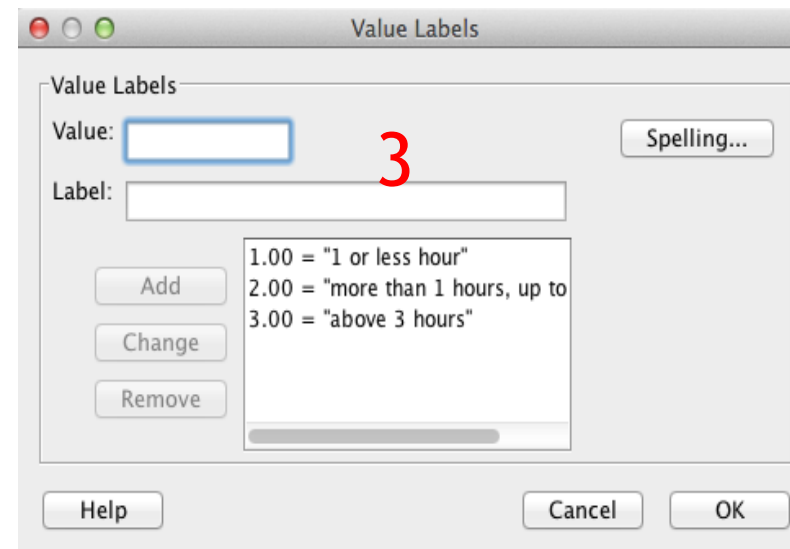 Value Labels
Value Labels
Value:
3
Spelling...
Label:
1.00 = "1 or less hour"
Add
2.00 = "more than 1 hours, up to
3.00 = "above 3 hours"
Change
Remove
Help
Cancel
OK